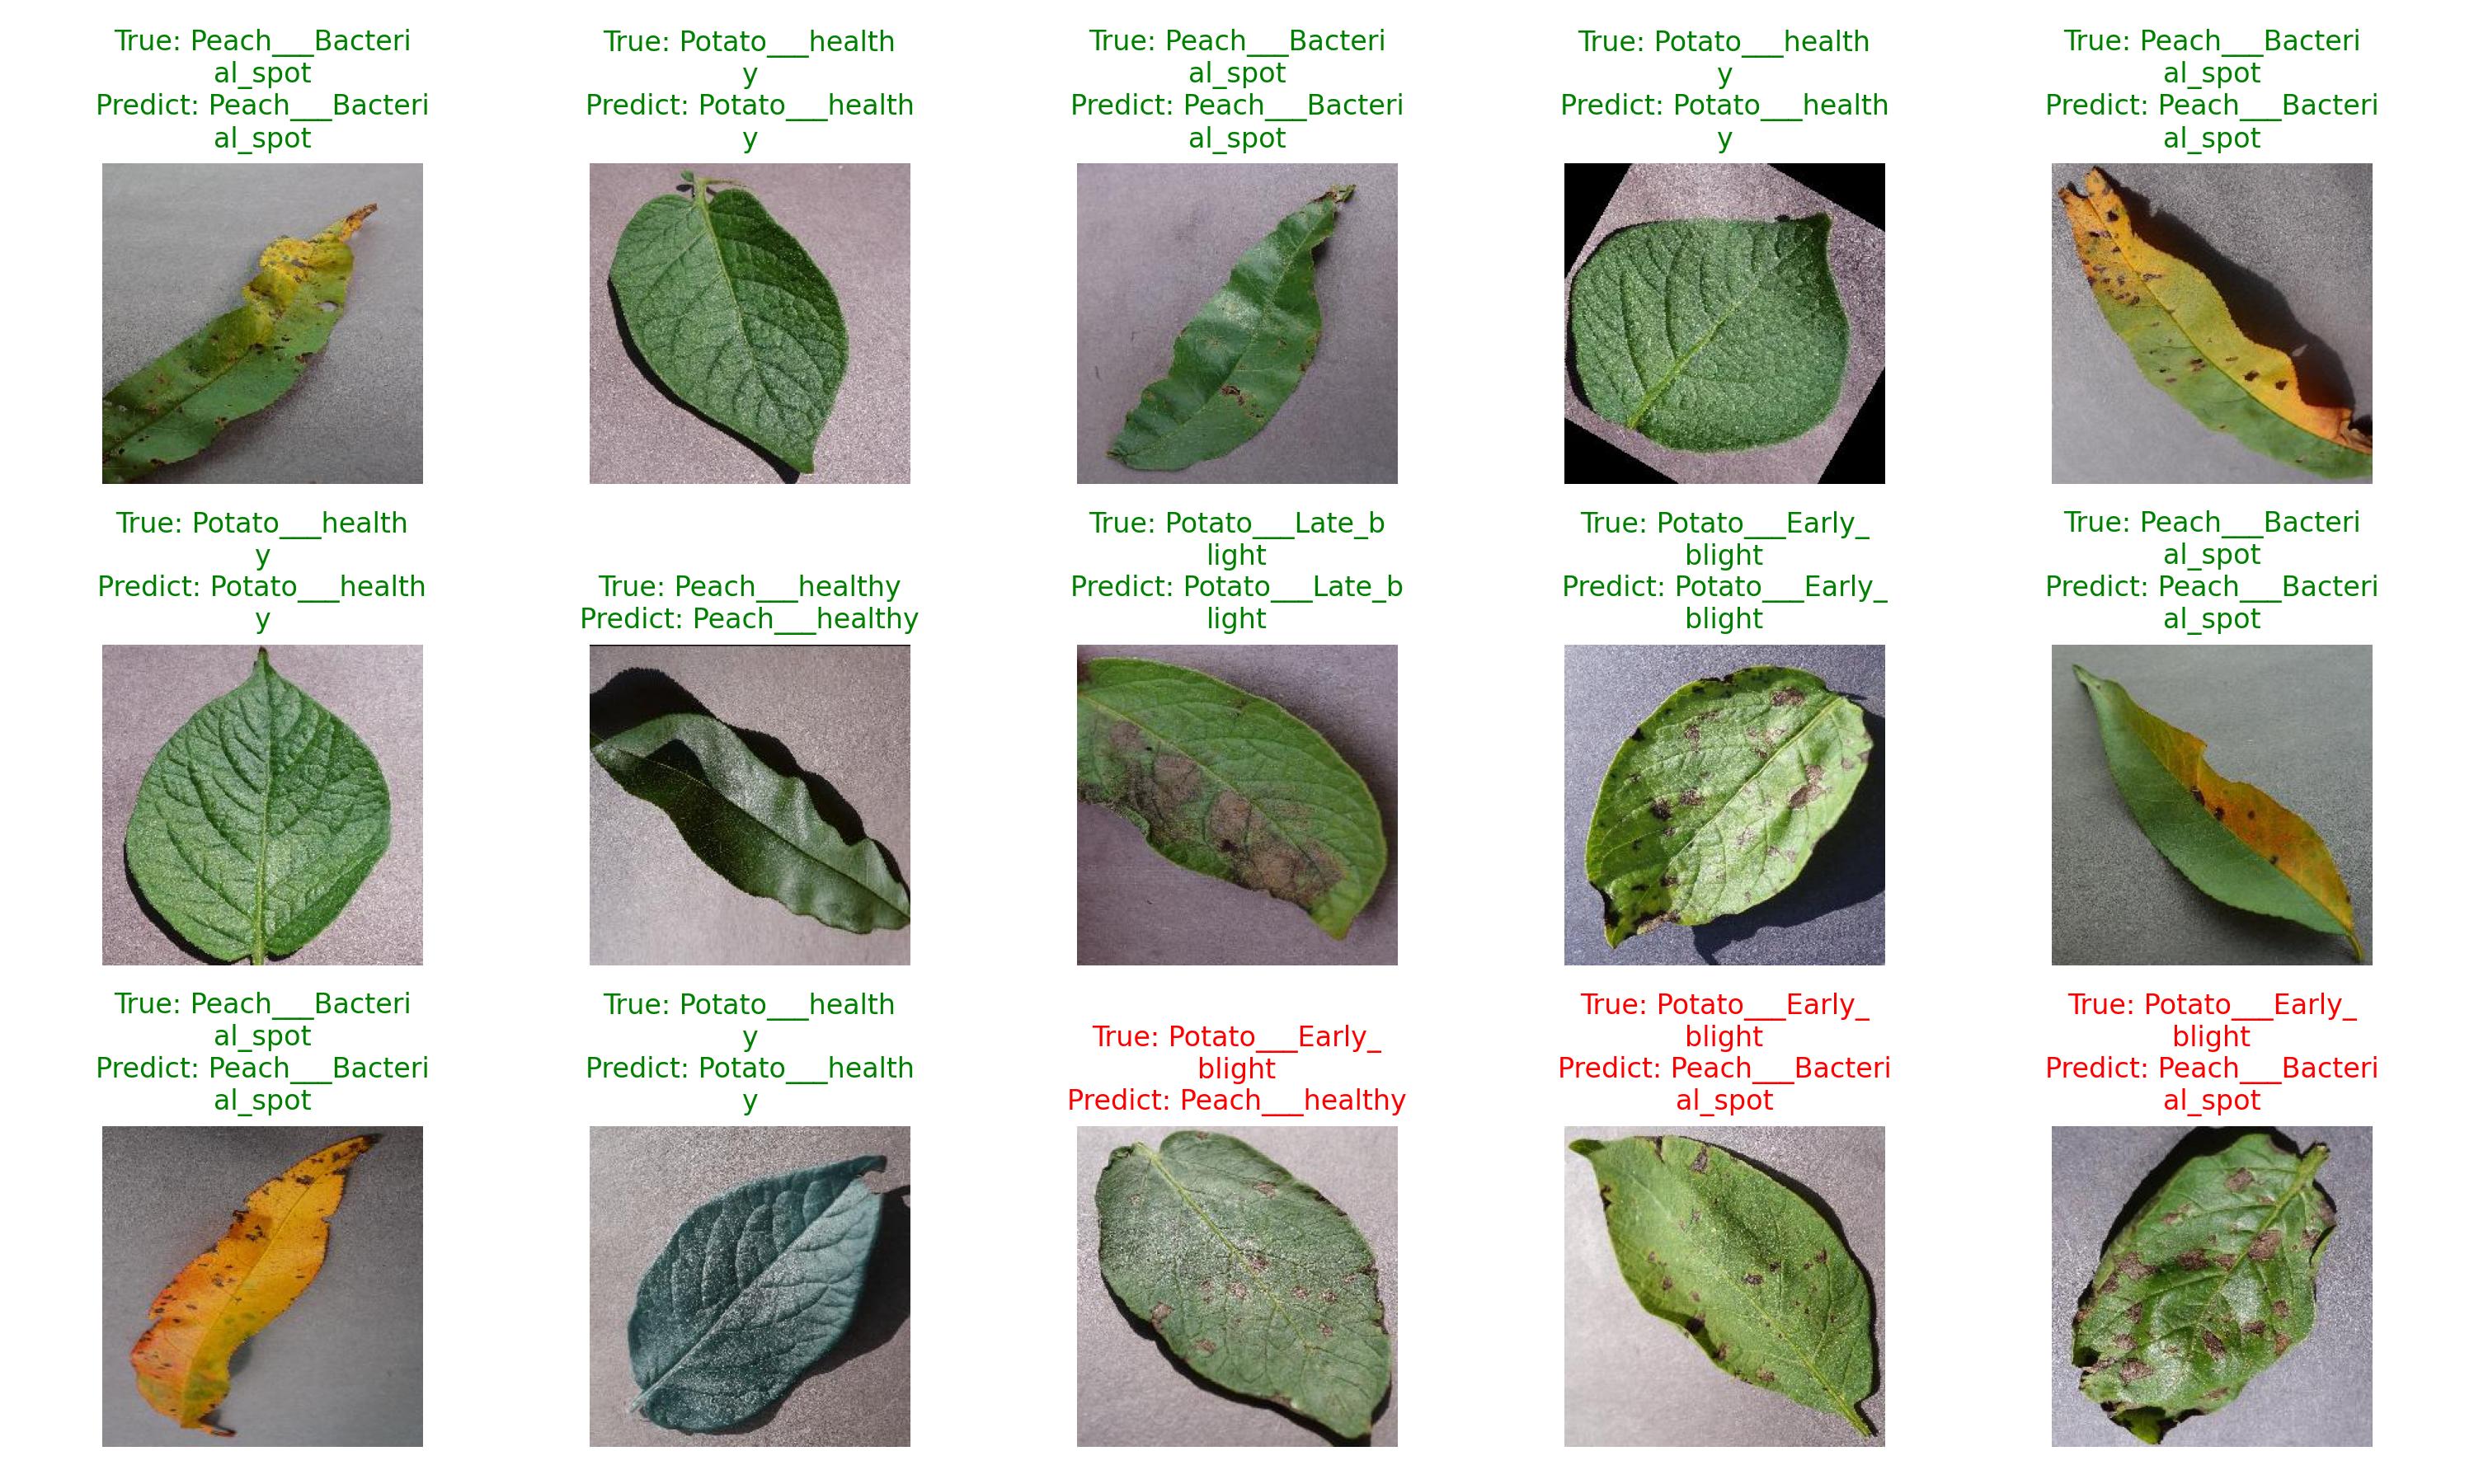 True: Peach___Bacteri
al_spot
Predict: Peach___Bacteri
al_spot
True: Potato___health
y
Predict: Potato___health
y
True: Peach___Bacteri
al_spot
Predict: Peach___Bacteri
al_spot
True: Potato___health
y
Predict: Potato___health
y
True: Peach___Bacteri
al_spot
Predict: Peach___Bacteri
al_spot
True: Potato___health
y
Predict: Potato___health
y
True: Peach___healthy
Predict: Peach___healthy
True: Potato___Late_b
light
Predict: Potato___Late_b
light
True: Potato___Early_
blight
Predict: Potato___Early_
blight
True: Peach___Bacteri
al_spot
Predict: Peach___Bacteri
al_spot
True: Peach___Bacteri
al_spot
Predict: Peach___Bacteri
al_spot
True: Potato___health
y
Predict: Potato___health
y
True: Potato___Early_
blight
Predict: Peach___healthy
True: Potato___Early_
blight
Predict: Peach___Bacteri
al_spot
True: Potato___Early_
blight
Predict: Peach___Bacteri
al_spot